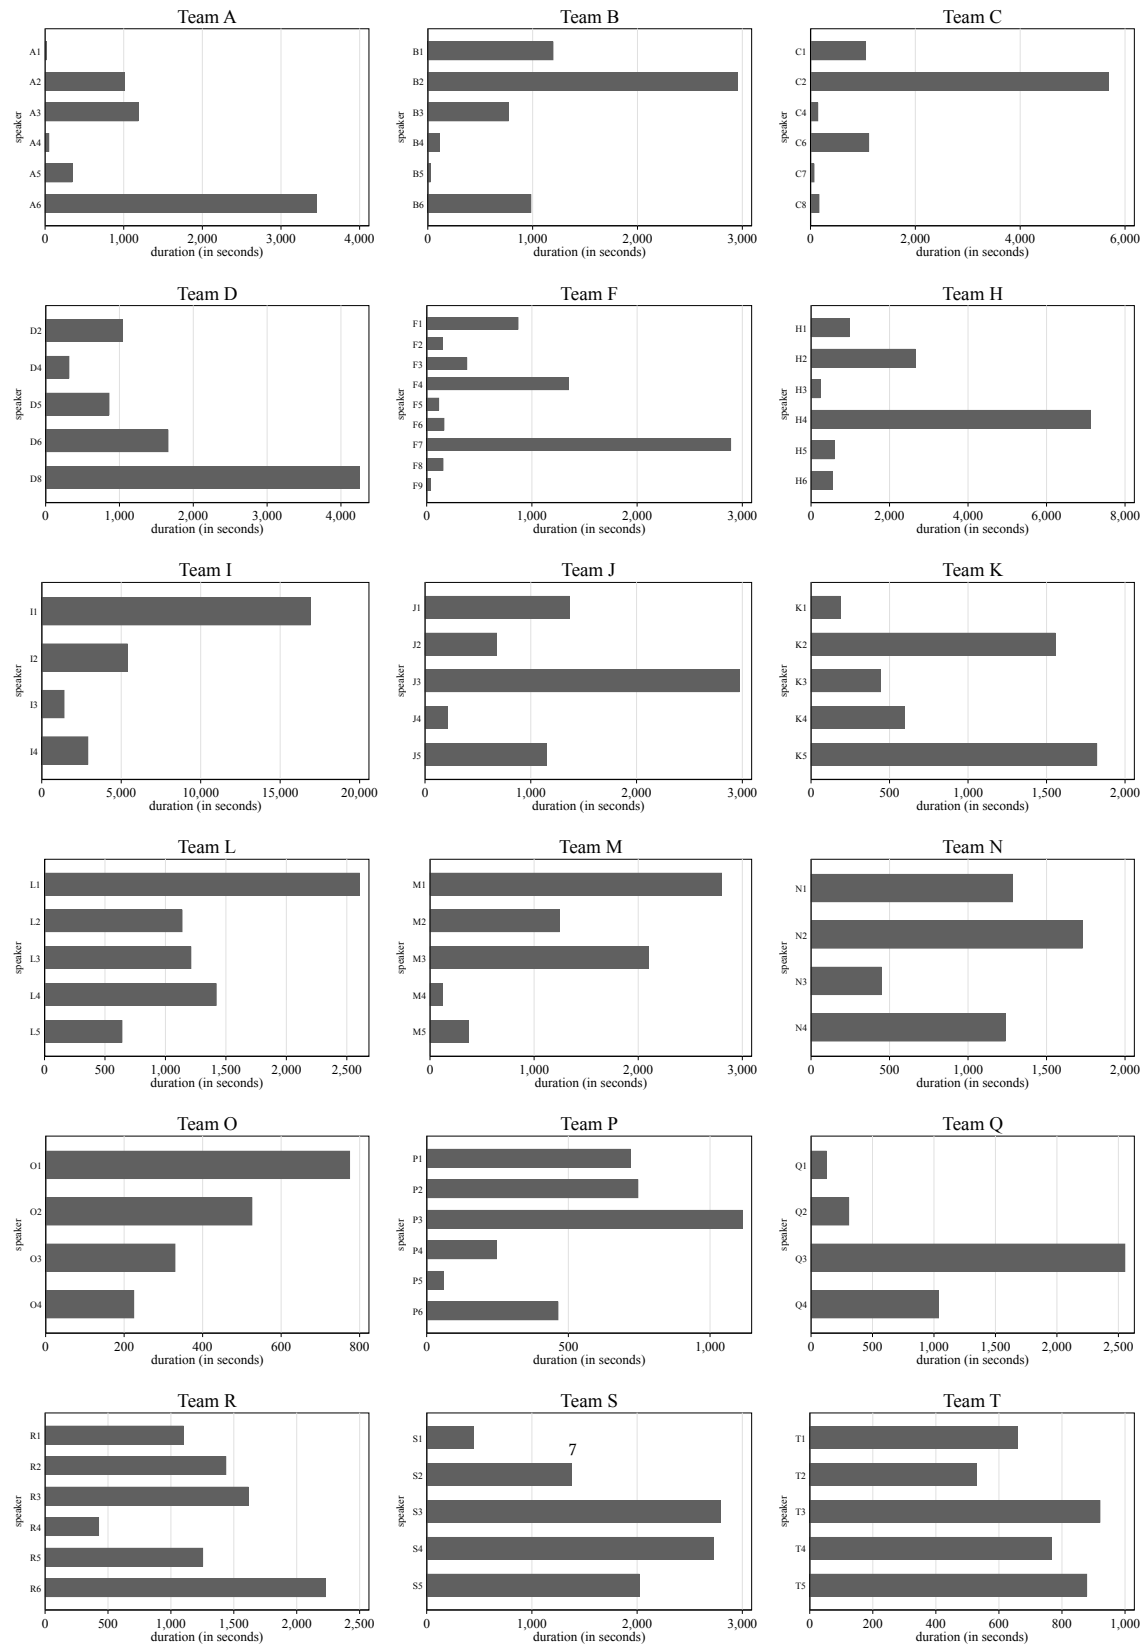 Team A
speaker
A1
A2
A3
A4
A5
A6
0 1,000 2,000 3,000 4,000
duration (in seconds)
Team B
speaker
B1
B2
B3
B4
B5
B6
0 1,000 2,000 3,000
duration (in seconds)
Team C
speaker
C1
C2
C4
C6
C7
C8
0 2,000 4,000 6,000
duration (in seconds)
Team D
speaker
D2
D4
D5
D6
D8
0 1,000 2,000 3,000 4,000
duration (in seconds)
Team F
speaker
F1
F2
F3
F4
F5
F6
F7
F8
F9
0 1,000 2,000 3,000
duration (in seconds)
Team H
speaker
H1
H2
H3
H4
H5
H6
0 2,000 4,000 6,000 8,000
duration (in seconds)
Team I
speaker
I1
I2
I3
I4
0 5,000 10,000 15,000 20,000
duration (in seconds)
Team J
speaker
J1
J2
J3
J4
J5
0 1,000 2,000 3,000
duration (in seconds)
Team K
speaker
K1
K2
K3
K4
K5
0 500 1,000 1,500 2,000
duration (in seconds)
Team L
speaker
L1
L2
L3
L4
L5
0 500 1,000 1,500 2,000 2,500
duration (in seconds)
Team M
speaker
M1
M2
M3
M4
M5
0 1,000 2,000 3,000
duration (in seconds)
Team N
speaker
N1
N2
N3
N4
0 500 1,000 1,500 2,000
duration (in seconds)
Team O
speaker
O1
O2
O3
O4
0 200 400 600 800
duration (in seconds)
Team P
speaker
P1
P2
P3
P4
P5
P6
0 500 1,000
duration (in seconds)
Team Q
speaker
Q1
Q2
Q3
Q4
0 500 1,000 1,500 2,000 2,500
duration (in seconds)
Team R
speaker
R1
R2
R3
R4
R5
R6
0 500 1,000 1,500 2,000 2,500
duration (in seconds)
Team S
speaker
S1
7
S2
S3
S4
S5
0 1,000 2,000 3,000
duration (in seconds)
Team T
speaker
T1
T2
T3
T4
T5
0 200 400 600 800 1,000
duration (in seconds)